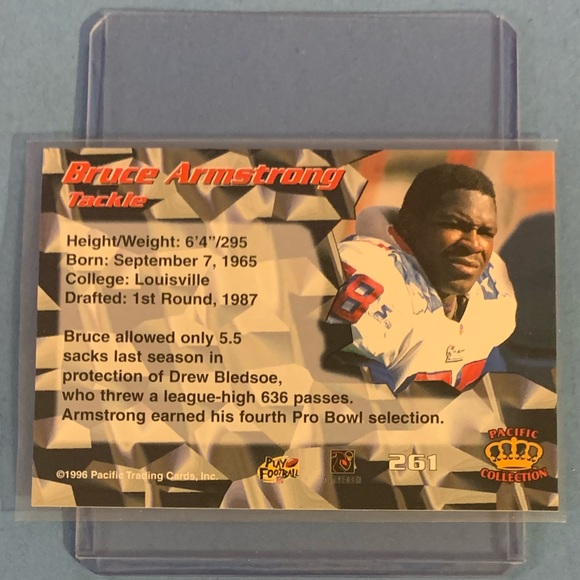 Bruce Armstrong
Tackle
Height/Weight: 6'4"/295
Born: September 7, 1965
College: Louisville
Drafted: 1st Round, 1987
Bruce allowed only 5.5
sacks last season in
protection of Drew Bledsoe,
who threw a league-high 636 passes.
Armstrong earned his fourth Pro Bowl selection.
©1996 Pacific Trading Cards, Inc.
PLAY
FOOTBALL
261
PACIFIC
COLLECTION
8